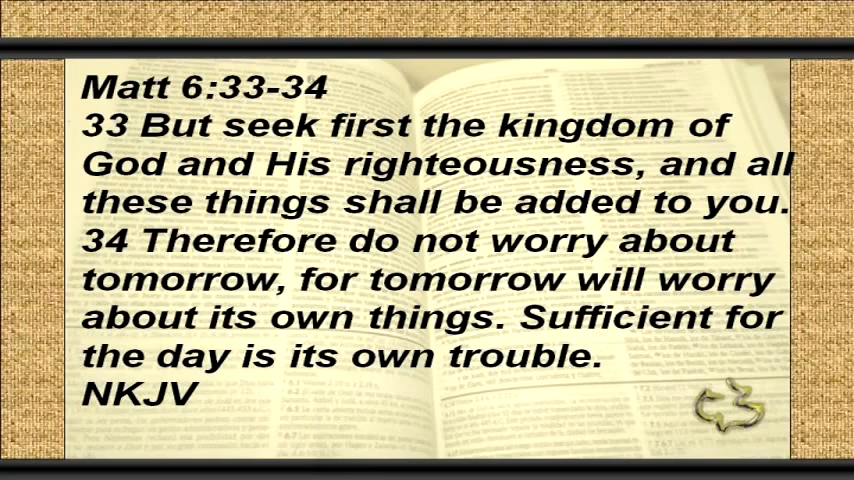 Matt 6:33-34
33 But seek first the kingdom of
God and His righteousness, and all
these things shall be added to you.
34 Therefore do not worry about
tomorrow, for tomorrow will worry
about its own things. Sufficient for
the day is its own trouble.
NKJV